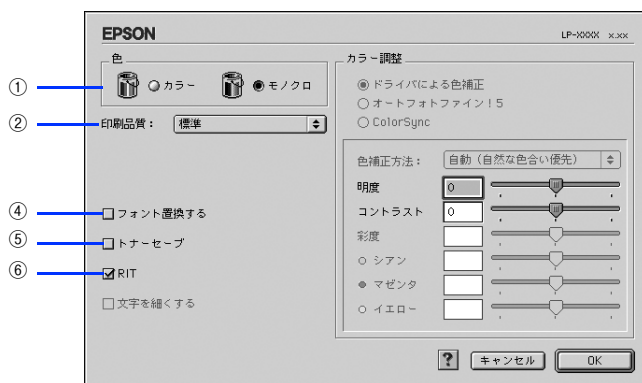 EPSON
LP-XXXX x.xx
色
① カラー モノクロ
② 印刷品質： 標準
④ フォント置換する
⑤ トナーセーブ
⑥ RIT
文字を細くする
カラー調整
ドライバによる色補正
オートフォトファイン！5
ColorSync
色補正方法： 自動（自然な色合い優先）
明度 0
コントラスト 0
彩度
シアン
マゼンタ
イエロー
? キャンセル OK